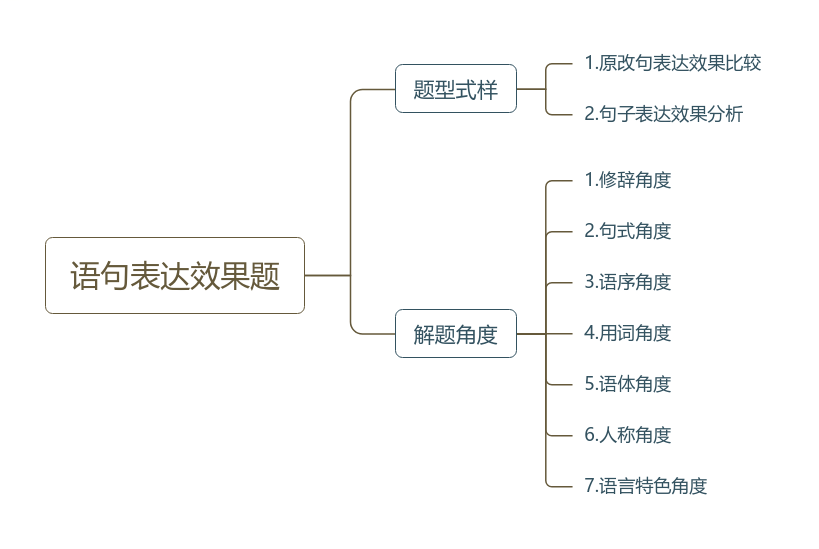 语句表达效果题
题型式样
1.原改句表达效果比较
2.句子表达效果分析
解题角度
1.修辞角度
2.句式角度
3.语序角度
4.用词角度
5.语体角度
6.人称角度
7.语言特色角度